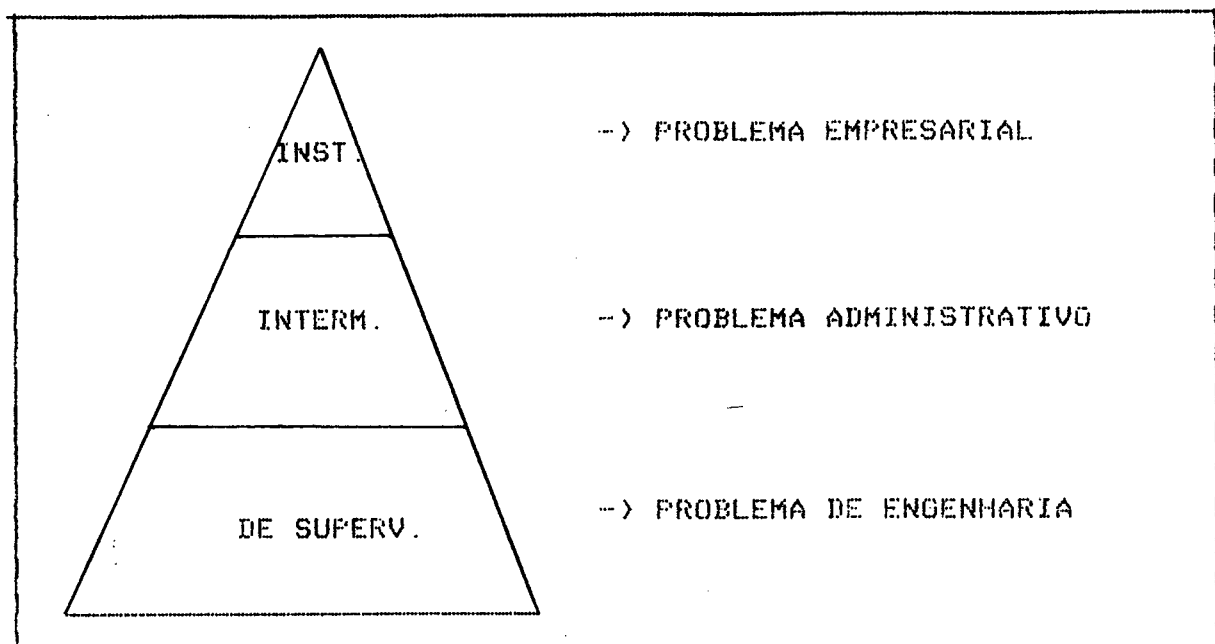 -> PROBLEMA EMPRESARIAL
INST.
INTERM.
-> PROBLEMA ADMINISTRATIVO
DE SUPERV.
-> PROBLEMA DE ENGENHARIA